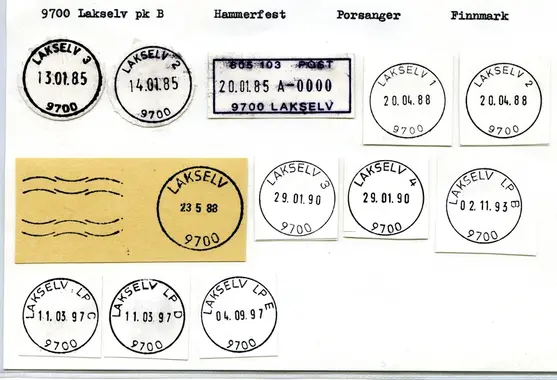 9700 Lakselv pk B Hammerfest Porsanger Finnmark
LAKSELV 3
13.01.85
9700
LAKSELV 2
14.01.85
9700
805 103 POST
20.01.85 A-0000
9700 LAKSELV
LAKSELV 1
20.04.88
9700
LAKSELV 2
20.04.88
9700
LAKSELV
23 5 88
9700
LAKSELV 3
29.01.90
9700
LAKSELV 4
29.01.90
9700
LAKSELV LP B
02.11.93
9700
LAKSELV LP C
11.03.97
9700
LAKSELV LP D
11.03.97
9700
LAKSELV LP E
04.09.97
9700